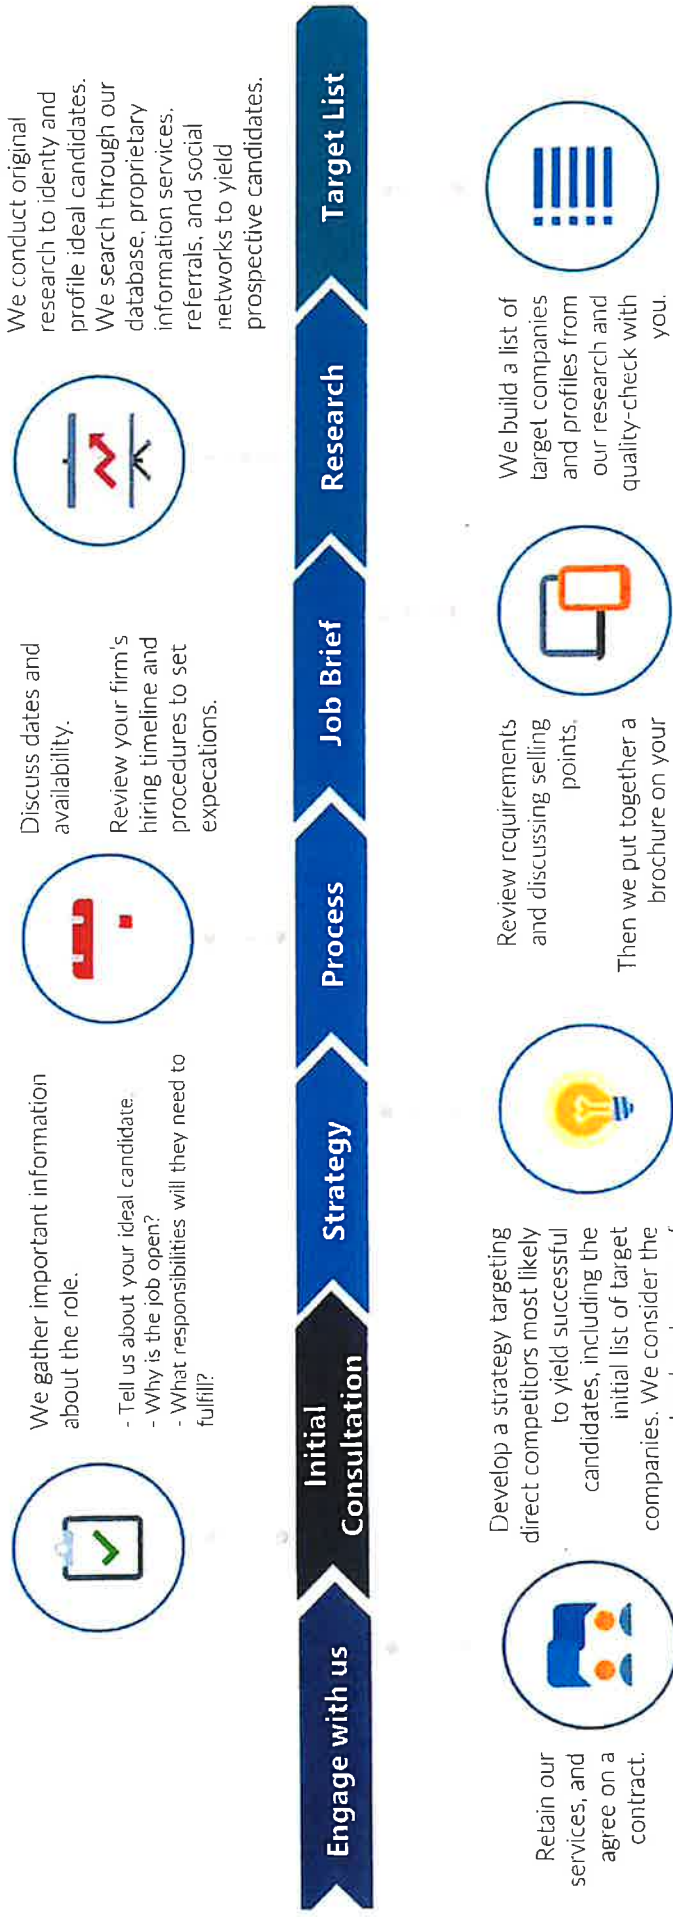 We gather important information
about the role.
- Tell us about your ideal candidate.
- Why is the job open?
- What responsibilities will they need to
fulfill?
Discuss dates and
availability.
Review your firm's
hiring timeline and
procedures to set
expecations.
We conduct original
research to identy and
profile ideal candidates.
We search through our
database, proprietary
information services,
referrals, and social
networks to yield
prospective candidates.
Engage with us
Initial
Consultation
Strategy
Process
Job Brief
Research
Target List
Retain our
services, and
agree on a
contract.
Develop a strategy targeting
direct competitors most likely
to yield successful
candidates, including the
initial list of target
companies. We consider the
Review requirements
and discussing selling
points.
Then we put together a
brochure on your
We build a list of
target companies
and profiles from
our research and
quality-check with
you.